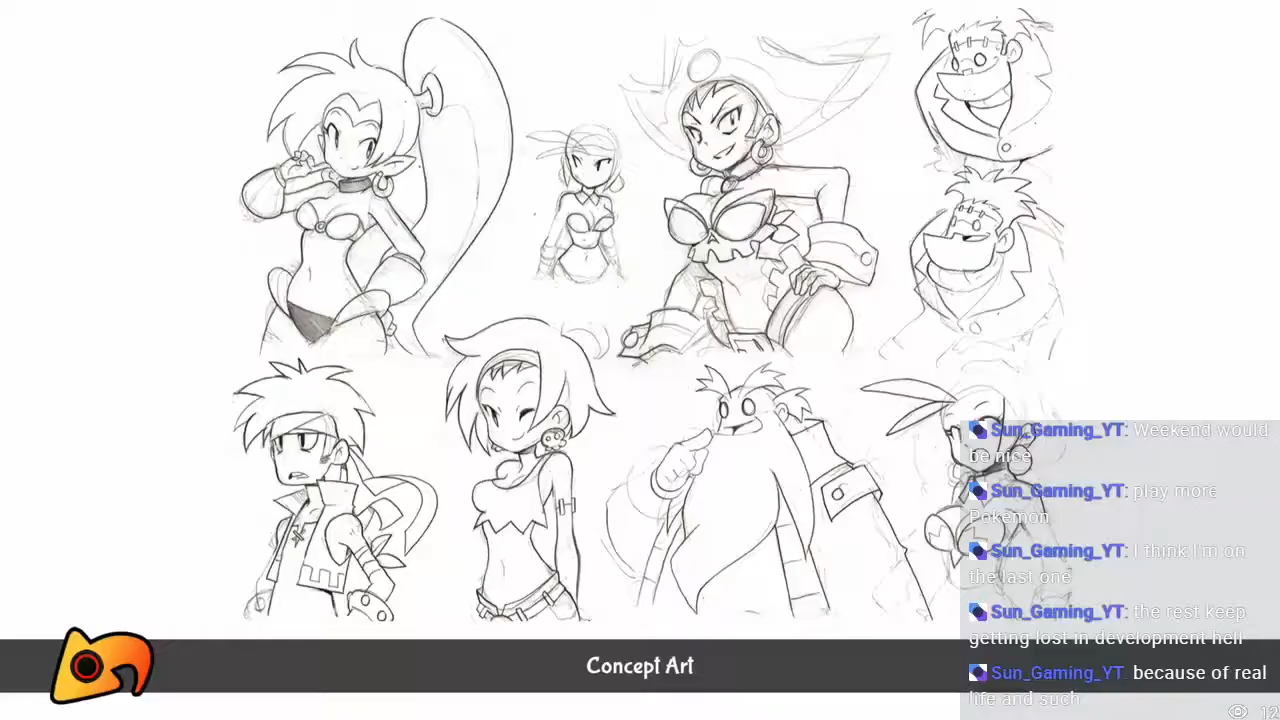 Sun_Gaming_YT: Weekend would
be nice
Sun_Gaming_YT: play more
Pokemon
Sun_Gaming_YT: I think I'm on
the last one
Sun_Gaming_YT: the rest keep
getting lost in development hell
Sun_Gaming_YT: because of real
life and such
Concept Art
12